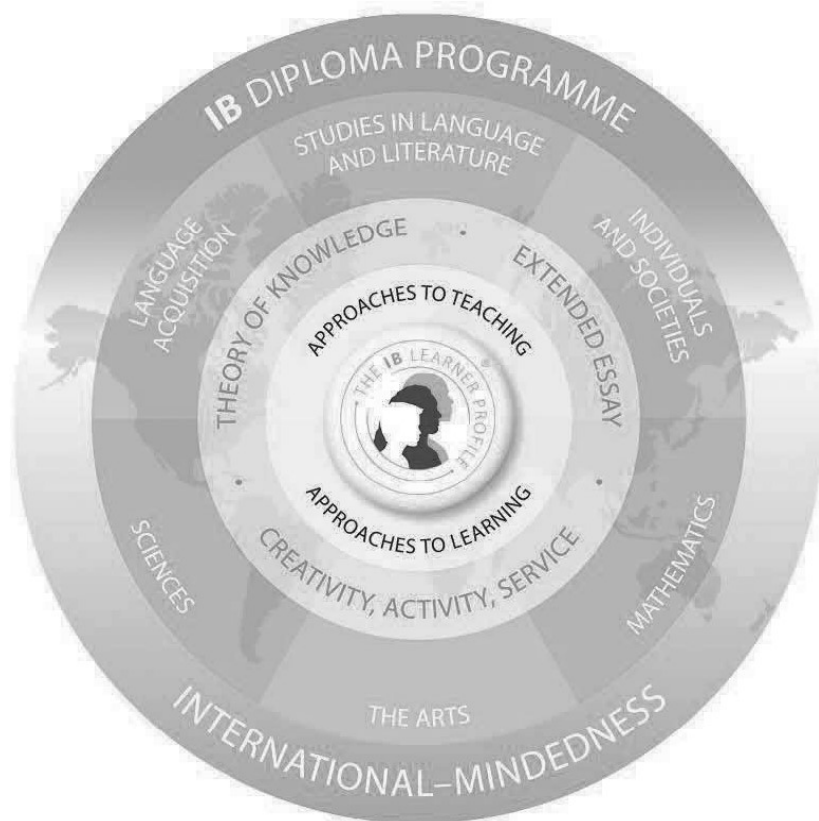 IB DIPLOMA PROGRAMME
STUDIES IN LANGUAGE
AND LITERATURE
LANGUAGE
ACQUISITION
INDIVIDUALS
AND SOCIETIES
THEORY OF KNOWLEDGE
EXTENDED ESSAY
APPROACHES TO TEACHING
THE IB LEARNER PROFILE®
APPROACHES TO LEARNING
CREATIVITY, ACTIVITY, SERVICE
SCIENCES
MATHEMATICS
THE ARTS
INTERNATIONAL–MINDEDNESS